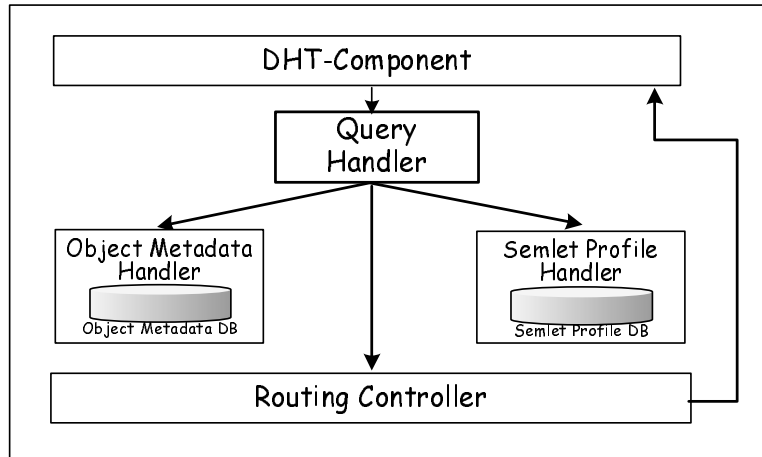 DHT-Component
Query
Handler
Object Metadata
Handler
Object Metadata DB
Semlet Profile
Handler
Semlet Profile DB
Routing Controller